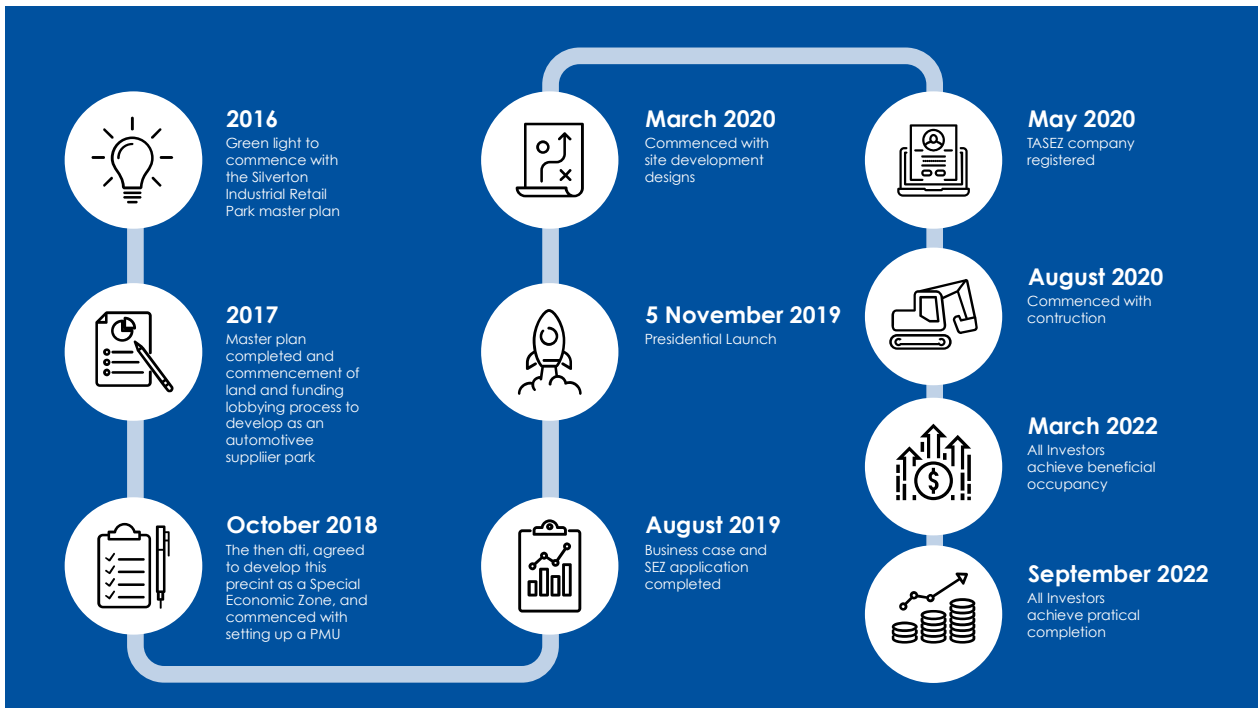 2016
Green light to
commence with
the Silverton
Industrial Retail
Park master plan
2017
Master plan
completed and
commencement of
land and funding
lobbying process to
develop as an
automotivee
suppliier park
October 2018
The then dti, agreed
to develop this
precint as a Special
Economic Zone, and
commenced with
setting up a PMU
August 2019
Business case and
SEZ application
completed
5 November 2019
Presidential Launch
March 2020
Commenced with
site development
designs
May 2020
TASEZ company
registered
August 2020
Commenced with
contruction
March 2022
All Investors
achieve beneficial
occupancy
$
September 2022
All Investors
achieve pratical
completion